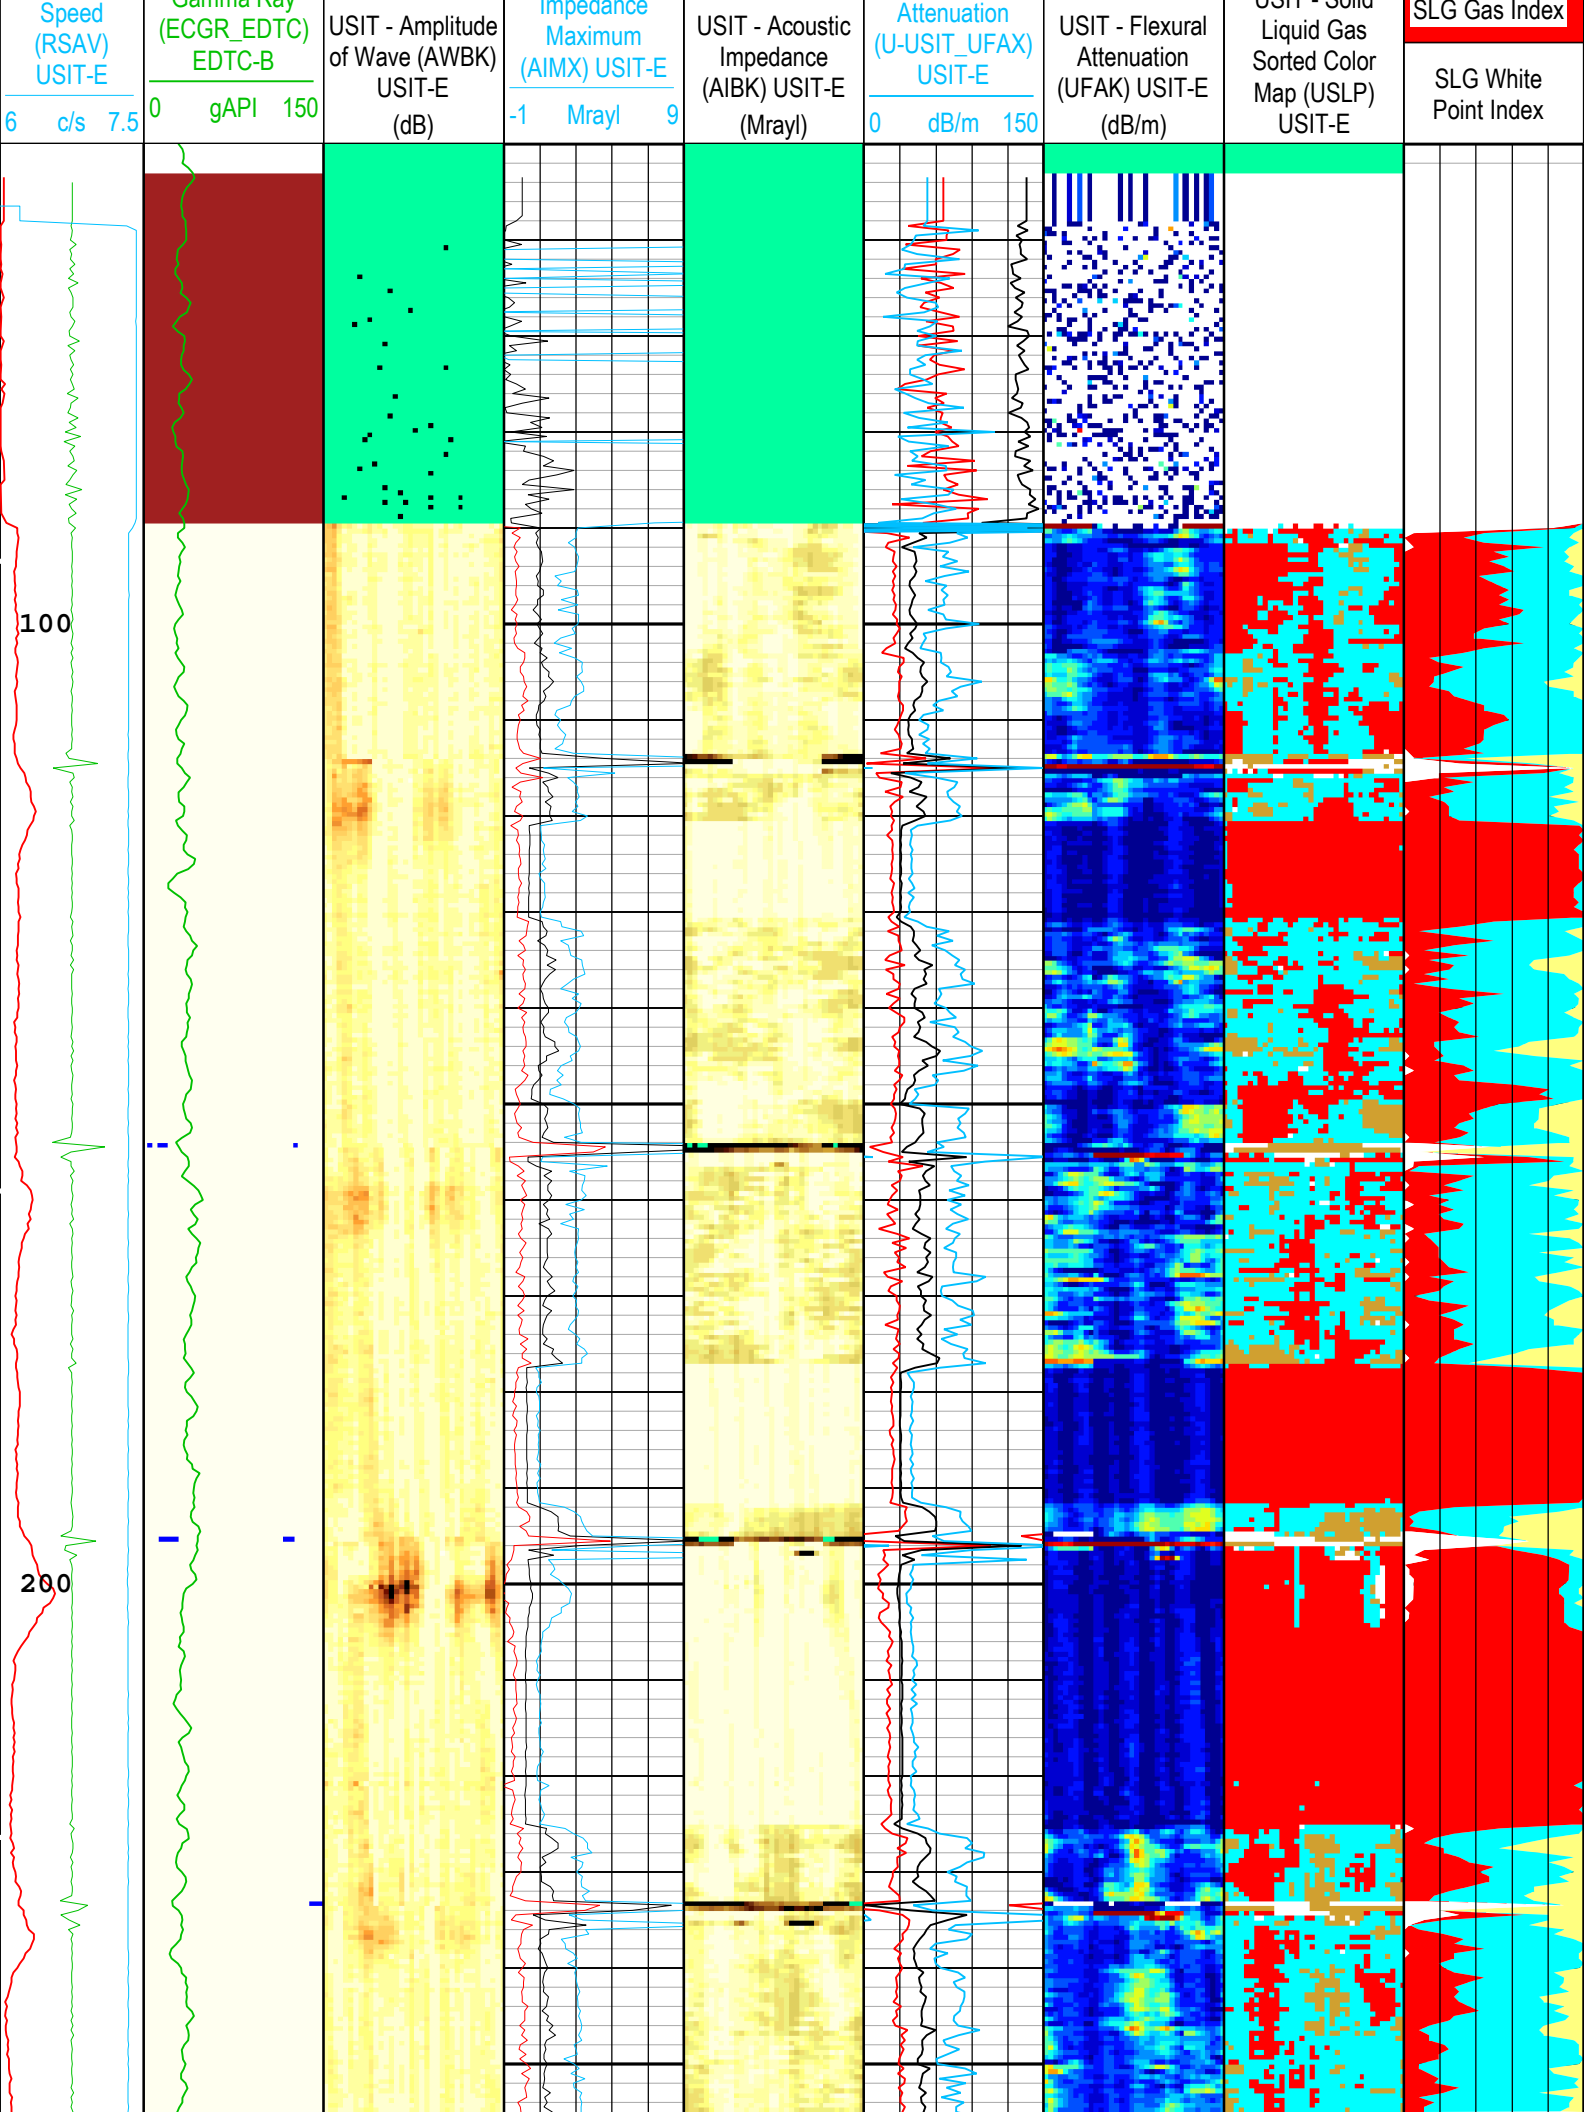 Speed
(RSAV)
USIT-E
6 c/s 7.5
Gamma Ray
(ECGR_EDTC)
EDTC-B
0 gAPI 150
USIT - Amplitude
of Wave (AWBK)
USIT-E
(dB)
Impedance
Maximum
(AIMX) USIT-E
-1 Mrayl 9
USIT - Acoustic
Impedance
(AIBK) USIT-E
(Mrayl)
Attenuation
(U-USIT_UFAX)
USIT-E
0 dB/m 150
USIT - Flexural
Attenuation
(UFAK) USIT-E
(dB/m)
USIT - Solid
Liquid Gas
Sorted Color
Map (USLP)
USIT-E
SLG Gas Index
SLG White
Point Index
100
200